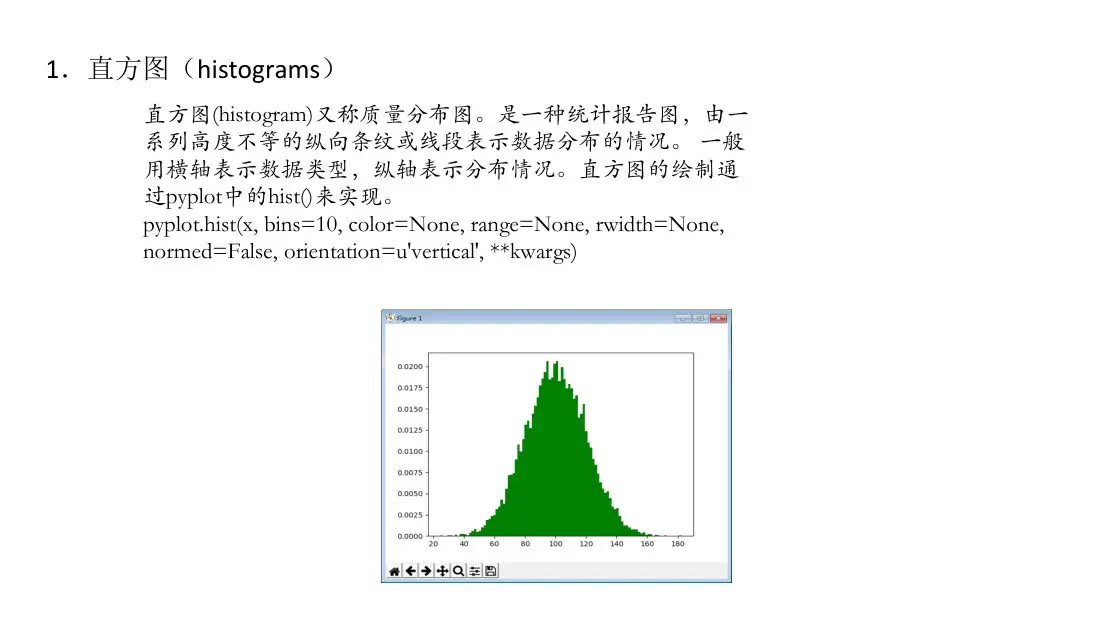 1．直方图（histograms）
直方图(histogram)又称质量分布图。是一种统计报告图，由一
系列高度不等的纵向条纹或线段表示数据分布的情况。 一般
用横轴表示数据类型，纵轴表示分布情况。直方图的绘制通
过pyplot中的hist()来实现。
pyplot.hist(x, bins=10, color=None, range=None, rwidth=None,
normed=False, orientation=u'vertical', **kwargs)
Figure 1
0.0200
0.0175
0.0150
0.0125
0.0100
0.0075
0.0050
0.0025
0.0000
20 40 60 80 100 120 140 160 180